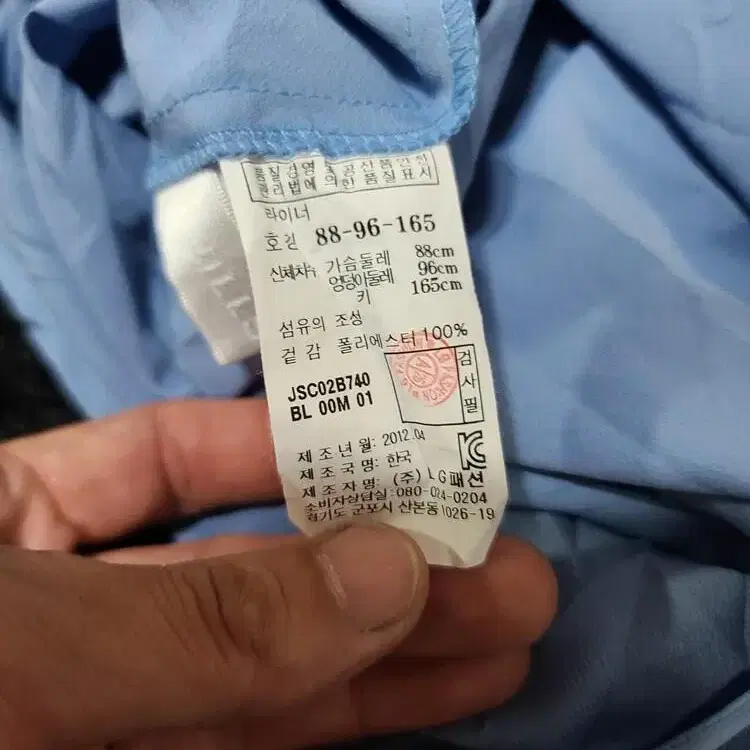 품질경영 및 공산품안전
관리법에 의한 품질표시
라이너
호칭 88-96-165
신체치수 가슴둘레 88cm
엉덩이둘레 96cm
키 165cm
섬유의 조성
겉감 폴리에스터 100%
JSC02B740
BL 00M 01
검사필
제조년월: 2012.04
제조국명: 한국
제조자명: (주) LG패션
소비자상담실: 080-024-0204
경기도 군포시 산본동 1026-19